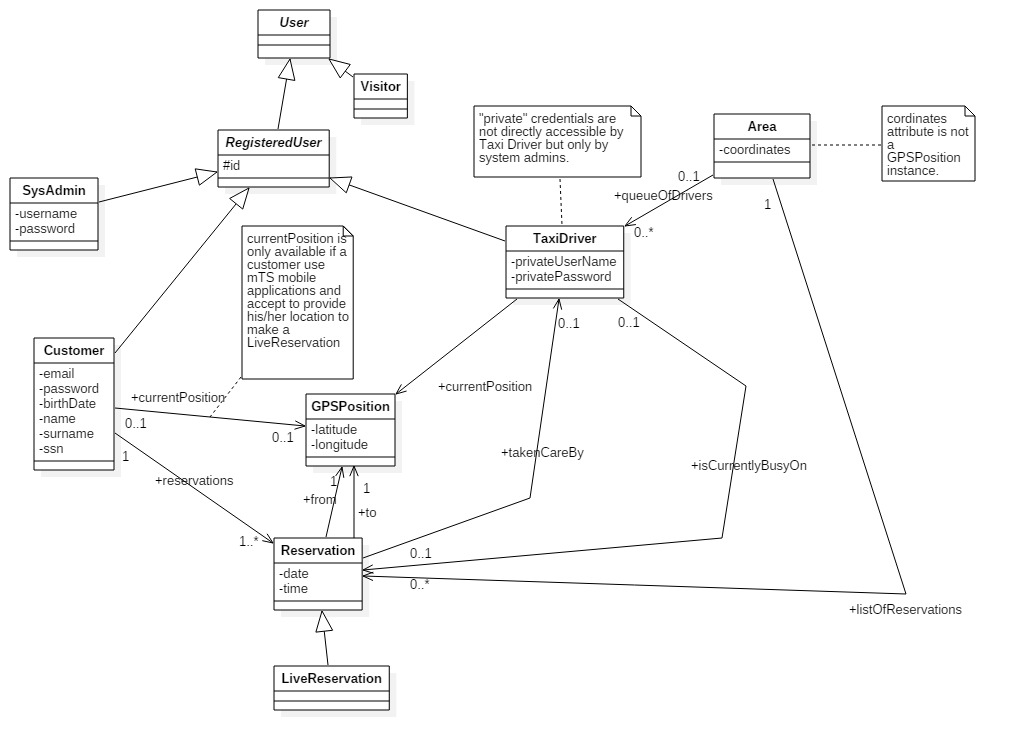 User
Visitor
RegisteredUser
#id
"private" credentials are
not directly accessible by
Taxi Driver but only by
system admins.
Area
-coordinates
cordinates
attribute is not
a
GPSPosition
instance.
SysAdmin
-username
-password
0..1
+queueOfDrivers
0..*
1
currentPosition is
only available if a
customer use
mTS mobile
applications and
accept to provide
his/her location to
make a
LiveReservation
TaxiDriver
-privateUserName
-privatePassword
0..1
0..1
Customer
-email
-password
-birthDate
-name
-surname
-ssn
+currentPosition
0..1
0..1
1
+currentPosition
GPSPosition
-latitude
-longitude
+takenCareBy
+isCurrentlyBusyOn
+reservations
1..*
1
+from
1
+to
Reservation
-date
-time
0..1
0..*
+listOfReservations
LiveReservation